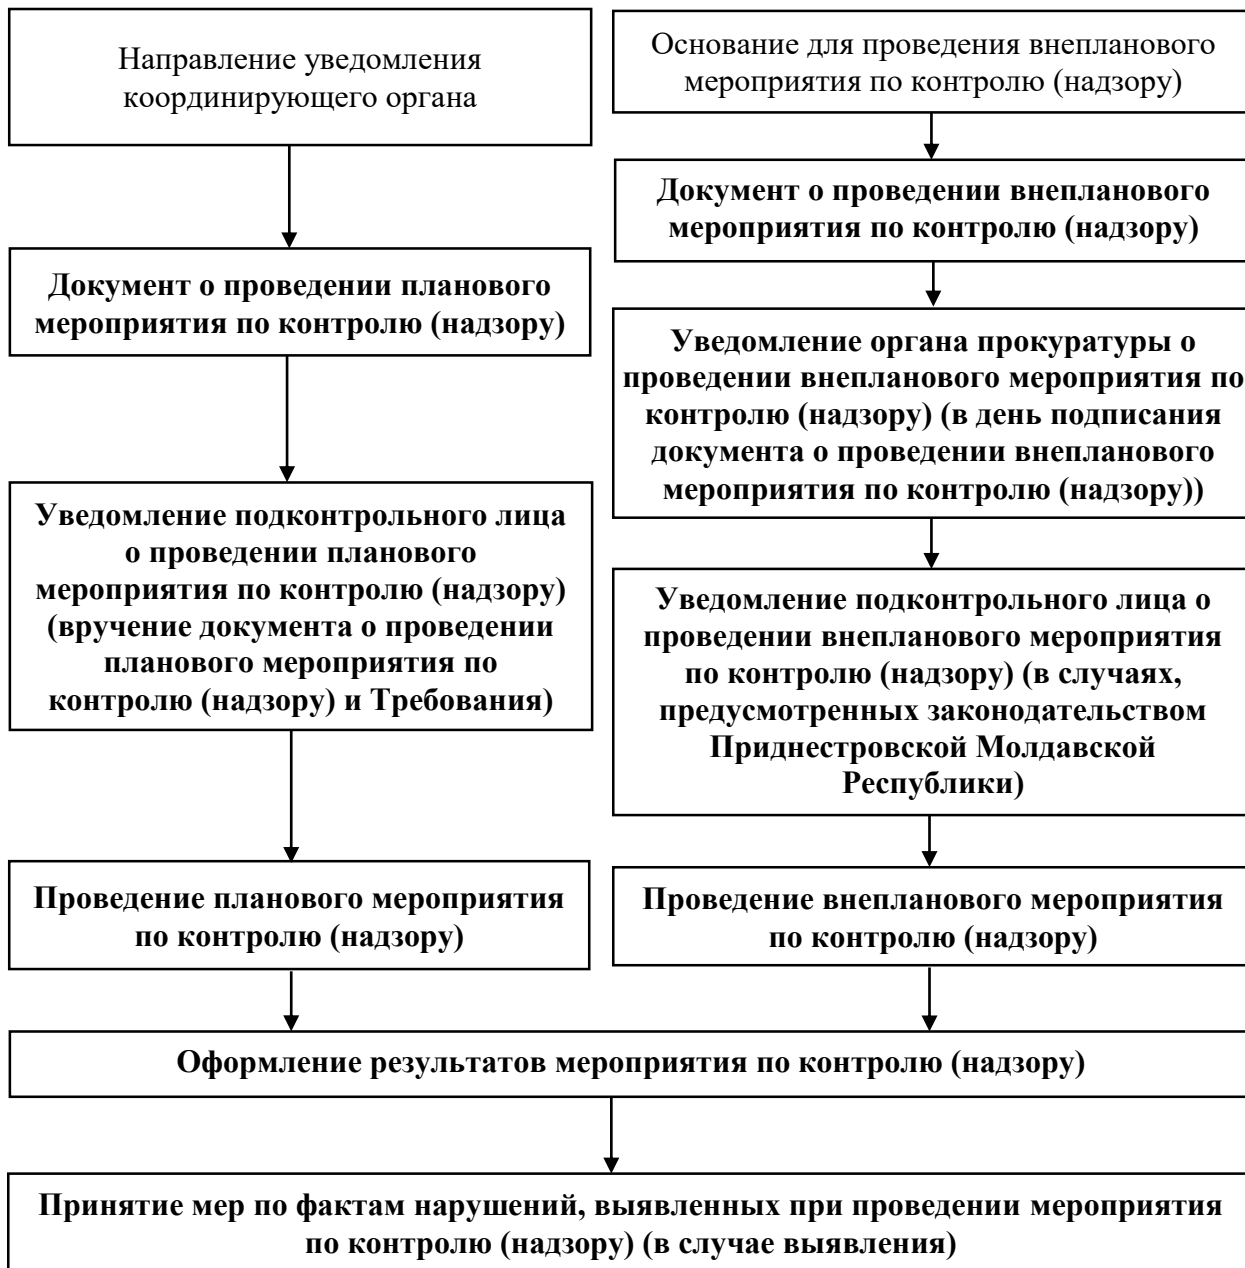 Направление уведомления
координирующего органа
Документ о проведении планового
мероприятия по контролю (надзору)
Уведомление подконтрольного лица
о проведении планового
мероприятия по контролю (надзору)
(вручение документа о проведении
планового мероприятия по
контролю (надзору) и Требования)
Проведение планового мероприятия
по контролю (надзору)
Основание для проведения внепланового
мероприятия по контролю (надзору)
Документ о проведении внепланового
мероприятия по контролю (надзору)
Уведомление органа прокуратуры о
проведении внепланового мероприятия по
контролю (надзору) (в день подписания
документа о проведении внепланового
мероприятия по контролю (надзору))
Уведомление подконтрольного лица о
проведении внепланового мероприятия
по контролю (надзору) (в случаях,
предусмотренных законодательством
Приднестровской Молдавской
Республики)
Проведение внепланового мероприятия
по контролю (надзору)
Оформление результатов мероприятия по контролю (надзору)
Принятие мер по фактам нарушений, выявленных при проведении мероприятия
по контролю (надзору) (в случае выявления)